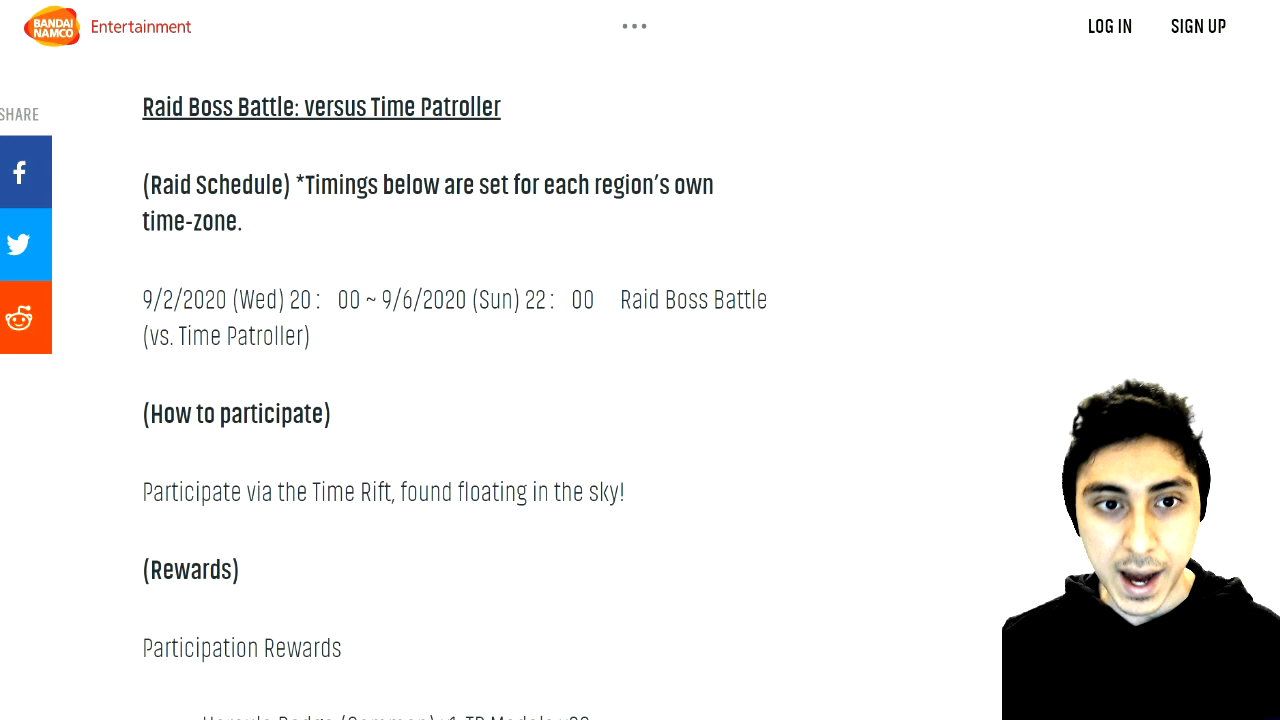 BANDAI
NAMCO
Entertainment
•••
LOG IN
SIGN UP
SHARE
Raid Boss Battle: versus Time Patroller
(Raid Schedule) *Timings below are set for each region’s own
time-zone.
9/2/2020 (Wed) 20： 00 ~ 9/6/2020 (Sun) 22： 00 Raid Boss Battle
(vs. Time Patroller)
(How to participate)
Participate via the Time Rift, found floating in the sky!
(Rewards)
Participation Rewards